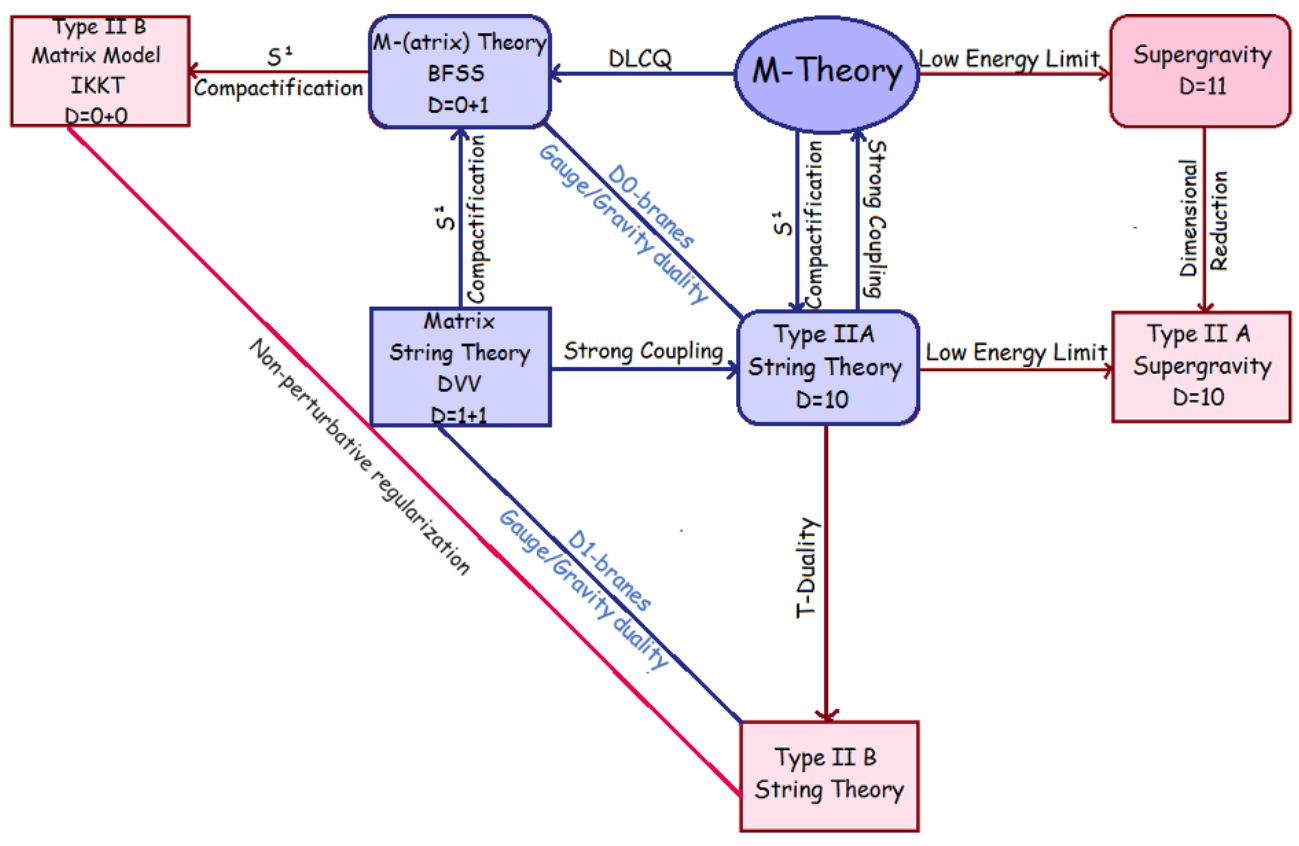 Type II B
Matrix Model
IKKT
D=0+0
S¹
Compactification
M-(atrix) Theory
BFSS
D=0+1
DLCQ
M-Theory
Low Energy Limit
Supergravity
D=11
S¹
Compactification
D0-branes
Gauge/Gravity duality
S¹
Compactification
Strong Coupling
Dimensional
Reduction
Matrix
String Theory
DVV
D=1+1
Strong Coupling
Type IIA
String Theory
D=10
Low Energy Limit
Type II A
Supergravity
D=10
Non-perturbative regularization
D1-branes
Gauge/Gravity duality
T-Duality
Type II B
String Theory